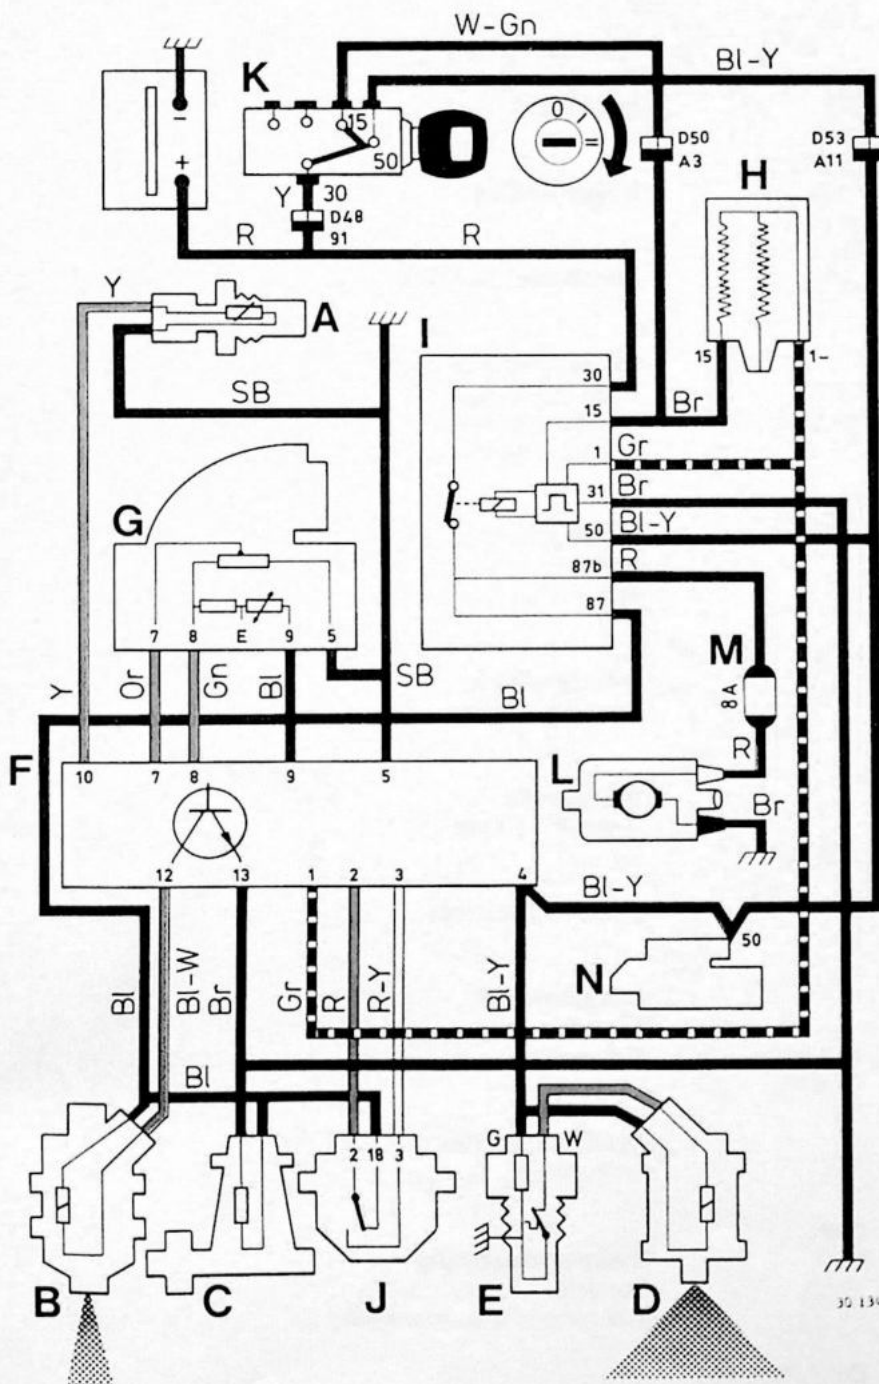 W-Gn
Bl-Y
K
15
50
0 I II
D50
A3
D53
A11
-
+
Y 30
D48
91
H
R R
Y
A
I
15 1-
SB
30
15
Br
1
Gr
31
Br
50
Bl-Y
87b
R
87
G
7 8 E 9 5
M
8A
Y Or Gn Bl SB
Bl
R
F
10 7 8 9 5
L
Br
12 13 1 2 3 4
Bl-Y
50
N
Bl Bl-W Br Gr R R-Y Bl-Y
Bl
G W
2 18 3
B C J E D